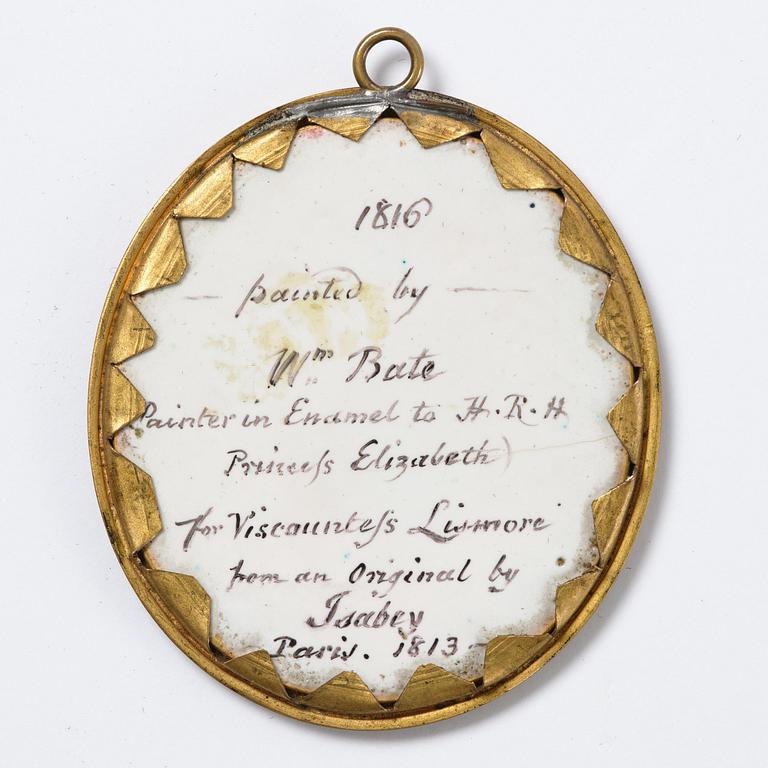 1816
— painted by —
Wm Bate
Painter in Enamel to H.R.H
Princeſs Elizabeth)
for Viscounteſs Lismore
from an Original by
Isabey
Paris. 1813